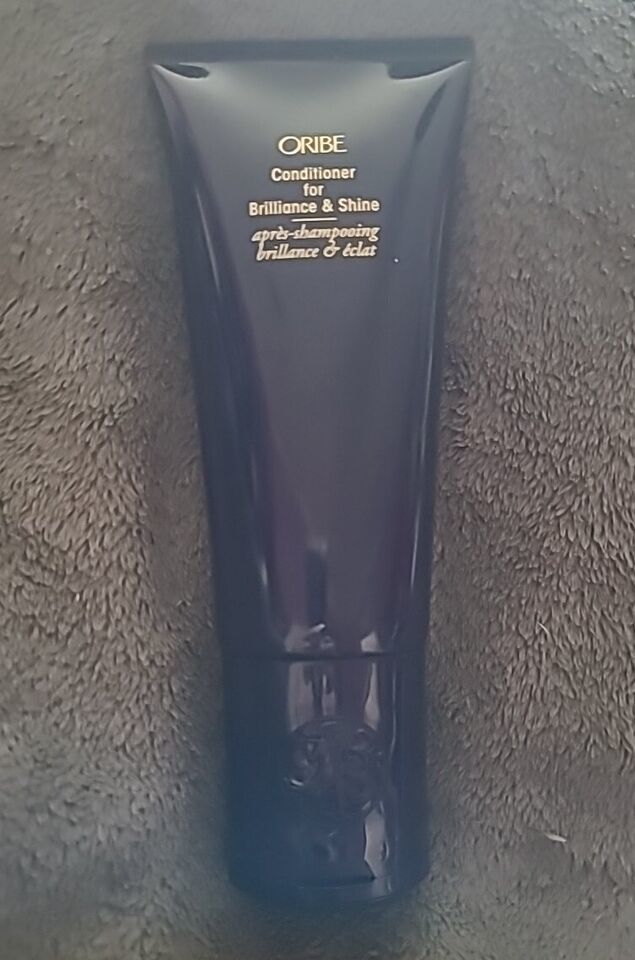 ORIBE
Conditioner
for
Brilliance & Shine
après-shampooing
brillance & éclat